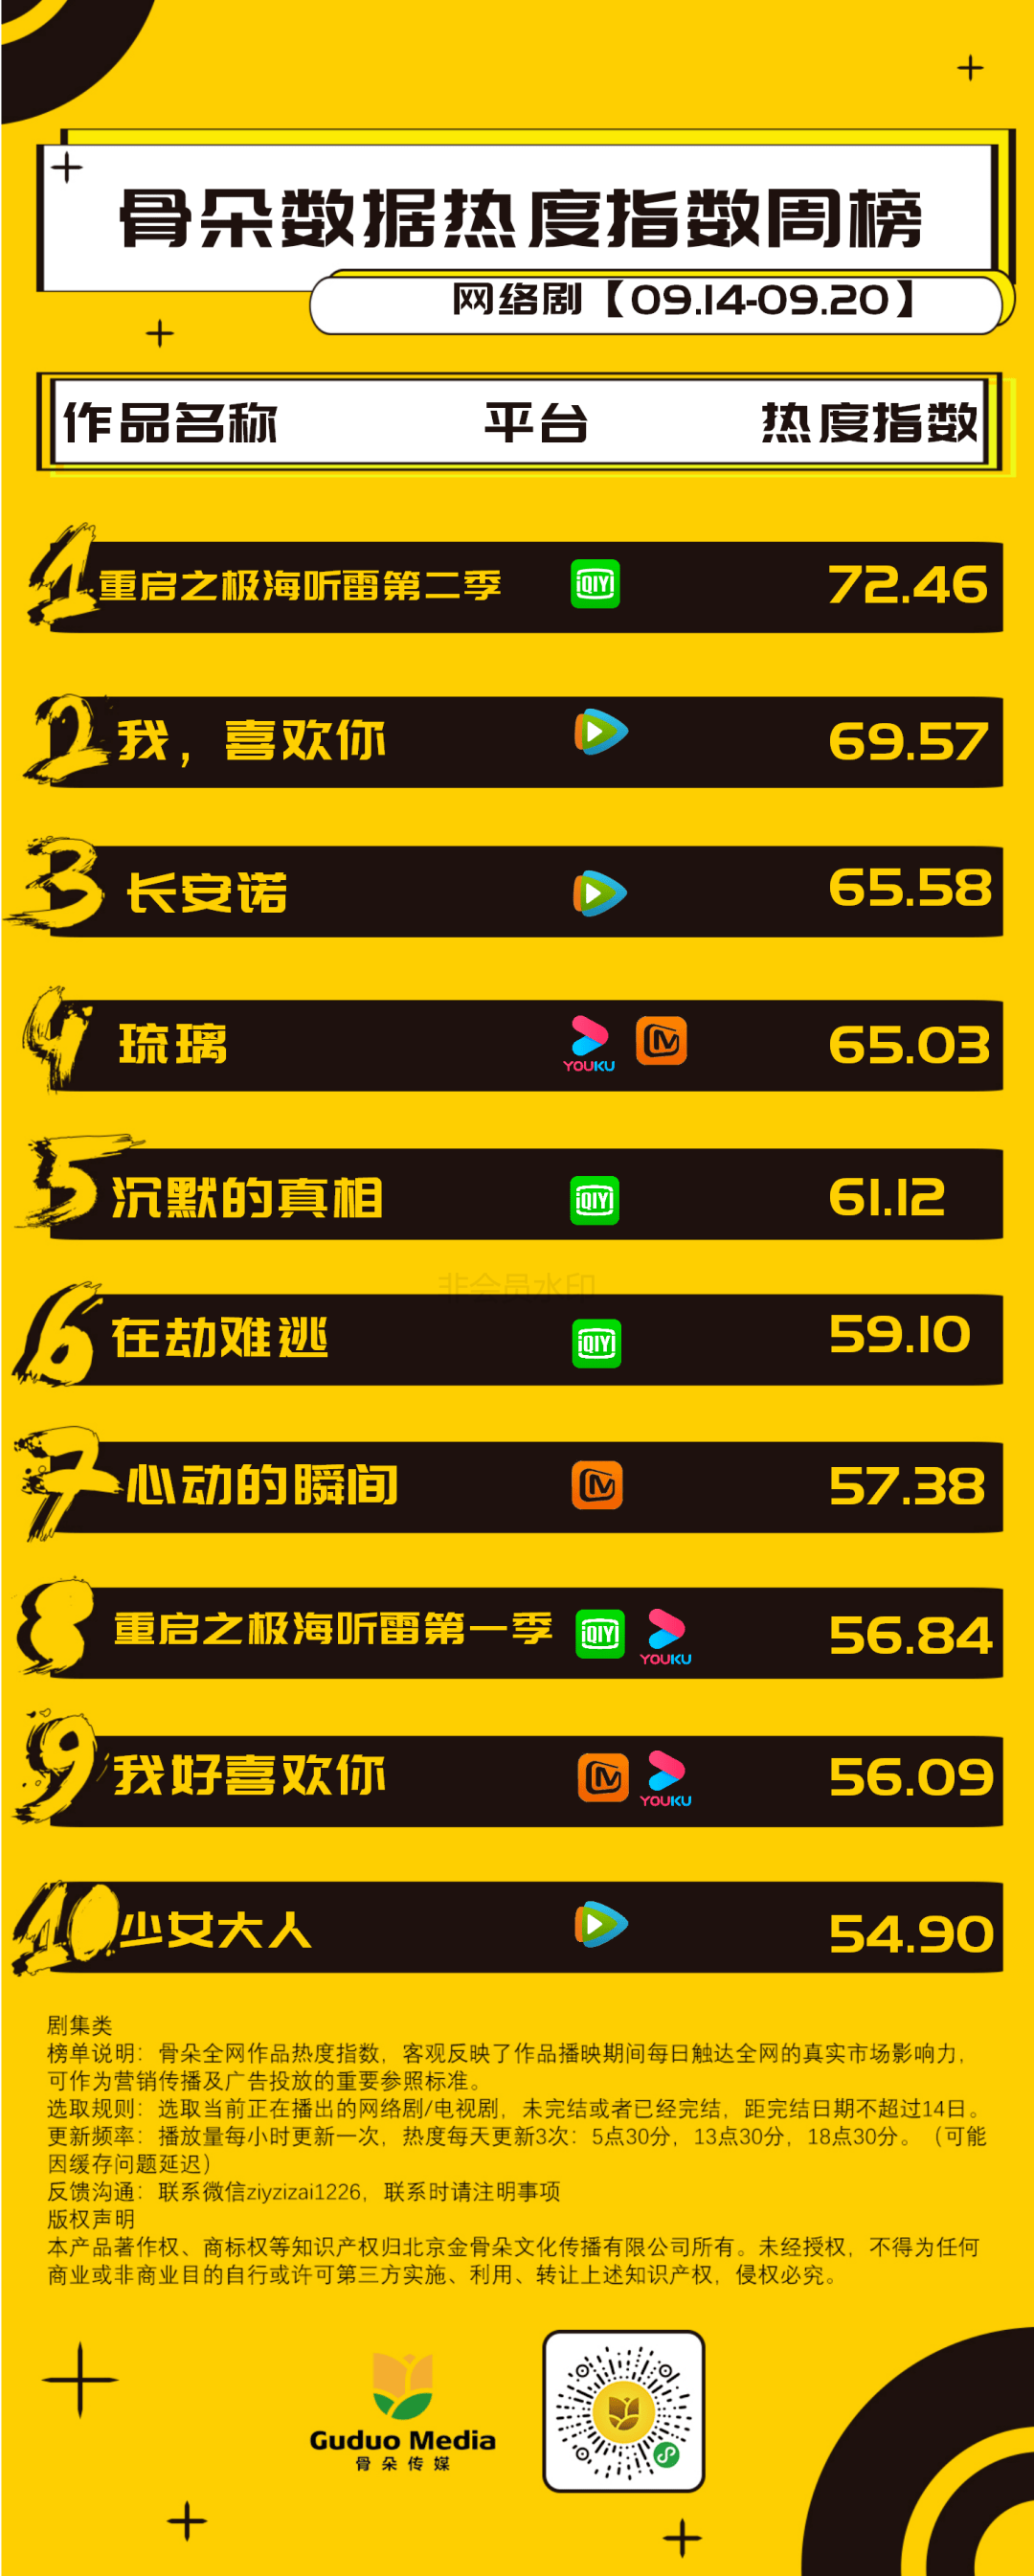 骨朵数据热度指数周榜
网络剧【09.14-09.20】
作品名称 平台 热度指数
1 重启之极海听雷第二季 iQIYI 72.46
2 我，喜欢你 69.57
3 长安诺 65.58
4 琉璃 YOUKU 65.03
5 沉默的真相 iQIYI 61.12
非会员水印
6 在劫难逃 iQIYI 59.10
7 心动的瞬间 57.38
8 重启之极海听雷第一季 iQIYI YOUKU 56.84
9 我好喜欢你 YOUKU 56.09
10 少女大人 54.90
剧集类
榜单说明：骨朵全网作品热度指数，客观反映了作品播映期间每日触达全网的真实市场影响力，
可作为营销传播及广告投放的重要参照标准。
选取规则：选取当前正在播出的网络剧/电视剧，未完结或者已经完结，距完结日期不超过14日。
更新频率：播放量每小时更新一次，热度每天更新3次：5点30分，13点30分，18点30分。（可能
因缓存问题延迟）
反馈沟通：联系微信ziyzizai1226，联系时请注明事项
版权声明
本产品著作权、商标权等知识产权归北京金骨朵文化传播有限公司所有。未经授权，不得为任何
商业或非商业目的自行或许可第三方实施、利用、转让上述知识产权，侵权必究。
Guduo Media
骨朵传媒